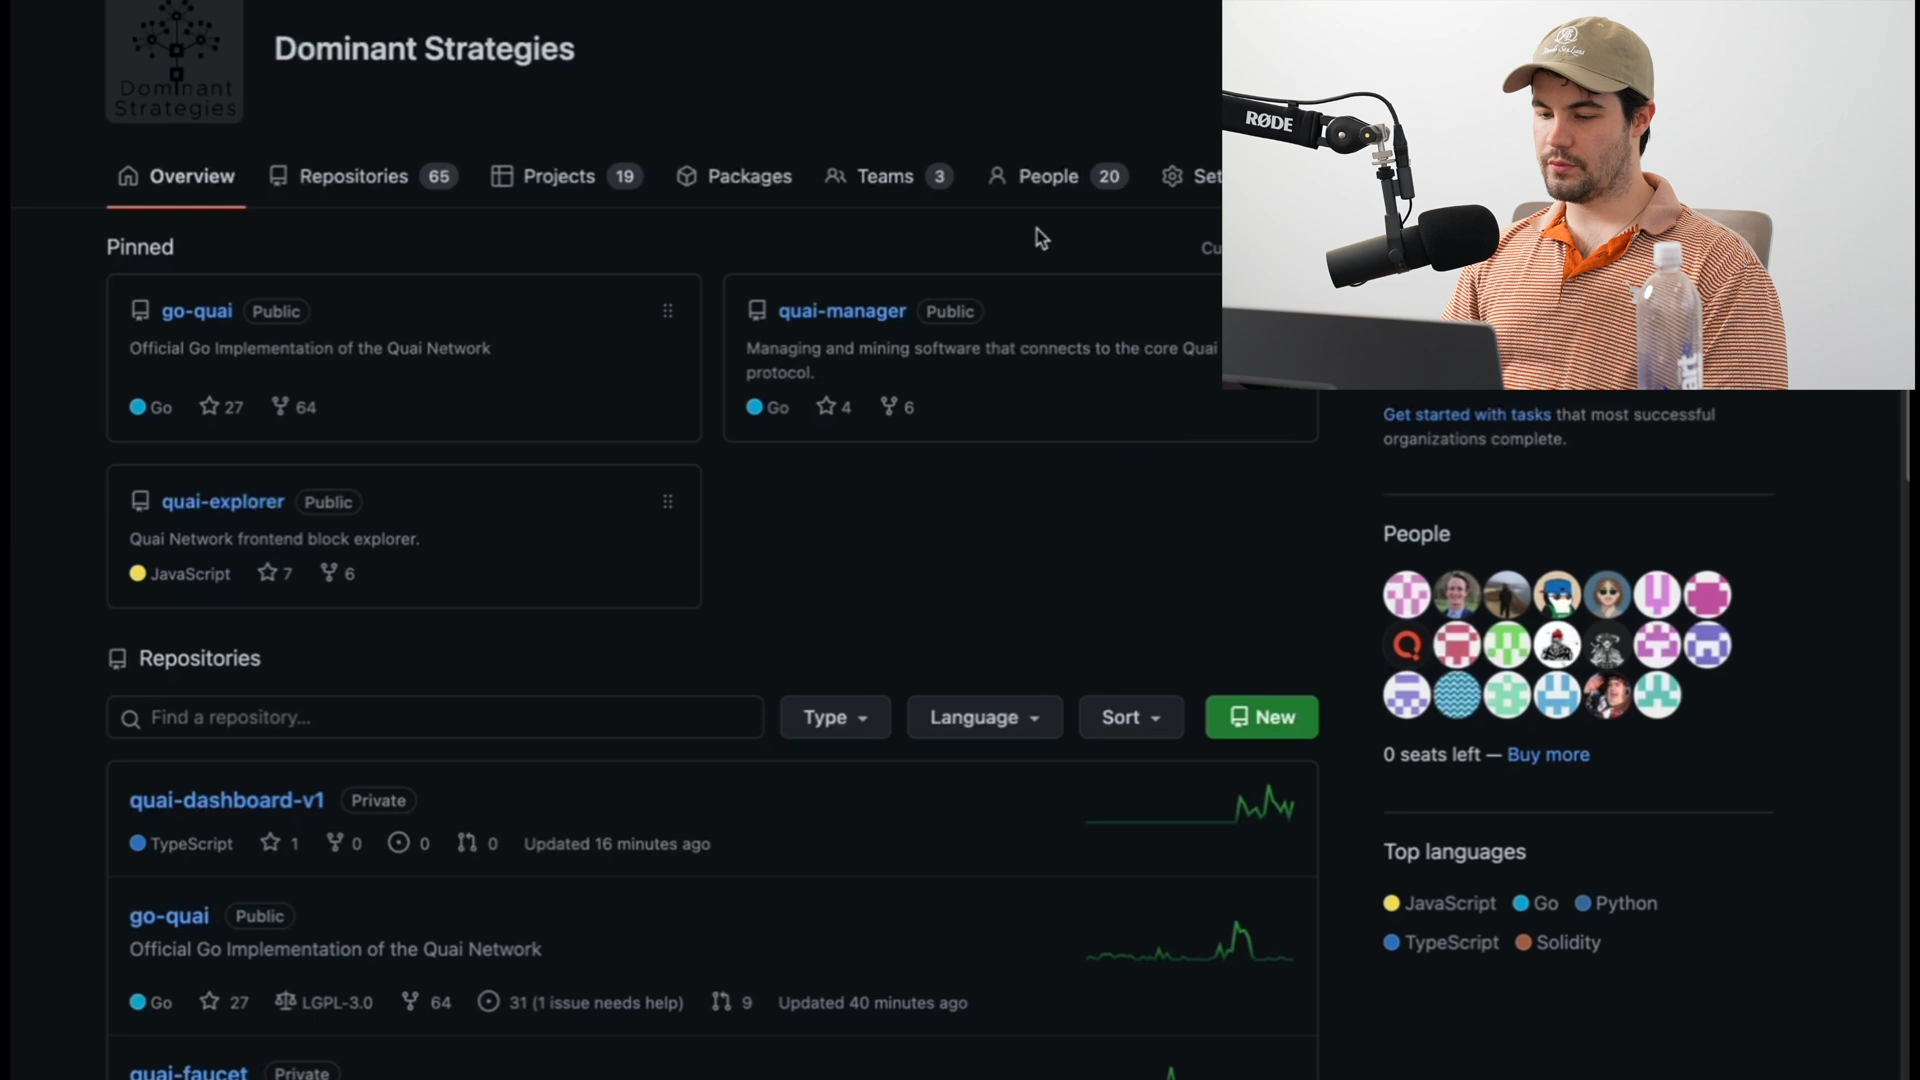 Dominant
Strategies
Dominant Strategies
Overview
Repositories 65
Projects 19
Packages
Teams 3
People 20
Set
Pinned
Cu
go-quai Public
Official Go Implementation of the Quai Network
Go 27 64
quai-manager Public
Managing and mining software that connects to the core Quai
protocol.
Go 4 6
quai-explorer Public
Quai Network frontend block explorer.
JavaScript 7 6
Repositories
Find a repository...
Type
Language
Sort
New
quai-dashboard-v1 Private
TypeScript 1 0 0 0 Updated 16 minutes ago
go-quai Public
Official Go Implementation of the Quai Network
Go 27 LGPL-3.0 64 31 (1 issue needs help) 9 Updated 40 minutes ago
quai-faucet Private
RØDE
Get started with tasks that most successful
organizations complete.
People
0 seats left — Buy more
Top languages
JavaScript Go Python
TypeScript Solidity